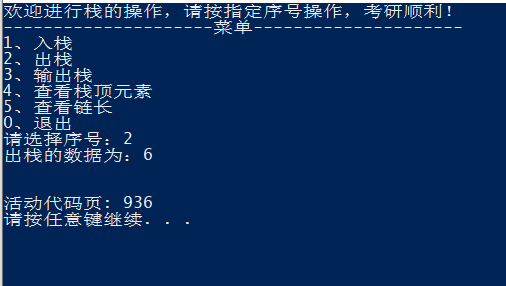 欢迎进行栈的操作，请按指定序号操作，考研顺利！
---------------------菜单---------------------
1、入栈
2、出栈
3、输出栈
4、查看栈顶元素
5、查看链长
0、退出
请选择序号：2
出栈的数据为：6
活动代码页: 936
请按任意键继续. . .